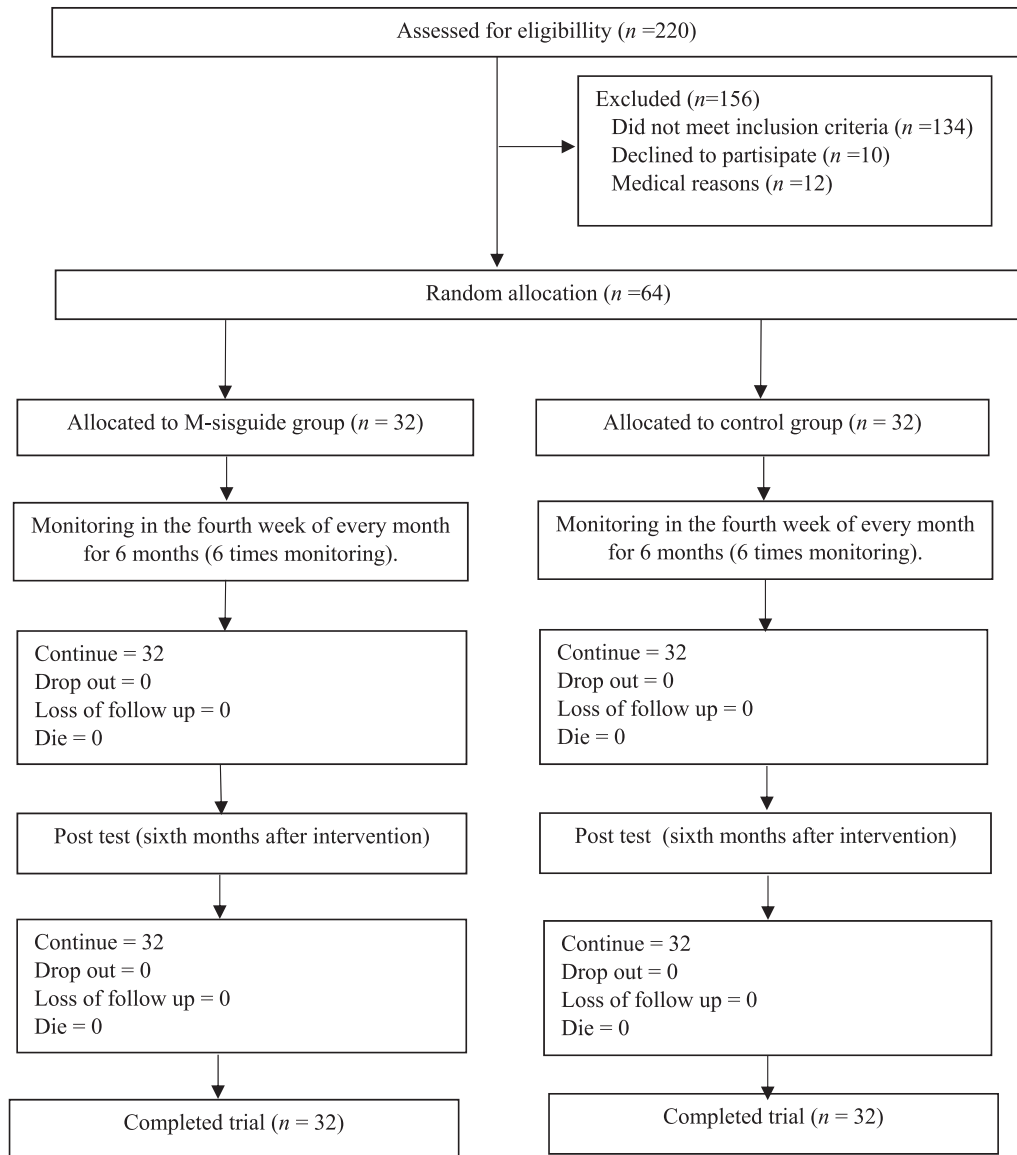 Assessed for eligibillity (n =220)
Excluded (n=156)
Did not meet inclusion criteria (n =134)
Declined to partisipate (n =10)
Medical reasons (n =12)
Random allocation (n =64)
Allocated to M-sisguide group (n = 32)
Allocated to control group (n = 32)
Monitoring in the fourth week of every month
for 6 months (6 times monitoring).
Monitoring in the fourth week of every month
for 6 months (6 times monitoring).
Continue = 32
Drop out = 0
Loss of follow up = 0
Die = 0
Continue = 32
Drop out = 0
Loss of follow up = 0
Die = 0
Post test (sixth months after intervention)
Post test (sixth months after intervention)
Continue = 32
Drop out = 0
Loss of follow up = 0
Die = 0
Continue = 32
Drop out = 0
Loss of follow up = 0
Die = 0
Completed trial (n = 32)
Completed trial (n = 32)